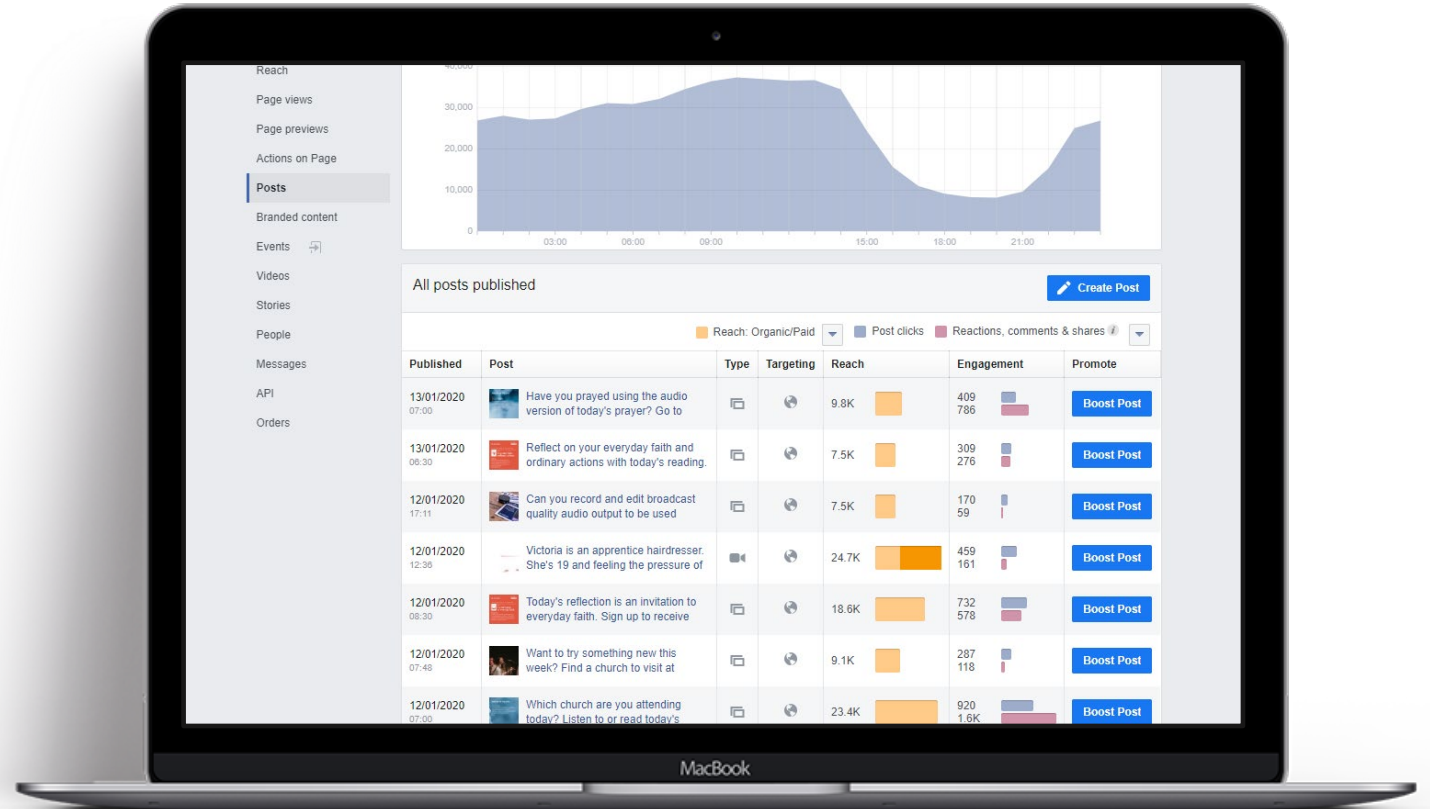 Reach
Page views
Page previews
Actions on Page
Posts
Branded content
Events
Videos
Stories
People
Messages
API
Orders
40,000
30,000
20,000
10,000
0
03:00 06:00 09:00 15:00 18:00 21:00
All posts published
Create Post
Reach: Organic/Paid Post clicks Reactions, comments & shares i
Published Post Type Targeting Reach Engagement Promote
13/01/2020
07:00
Have you prayed using the audio
version of today's prayer? Go to
9.8K
409
786
Boost Post
13/01/2020
06:30
Reflect on your everyday faith and
ordinary actions with today's reading.
7.5K
309
276
Boost Post
12/01/2020
17:11
Can you record and edit broadcast
quality audio output to be used
7.5K
170
59
Boost Post
12/01/2020
12:36
Victoria is an apprentice hairdresser.
She's 19 and feeling the pressure of
24.7K
459
161
Boost Post
12/01/2020
08:30
Today's reflection is an invitation to
everyday faith. Sign up to receive
18.6K
732
578
Boost Post
12/01/2020
07:48
Want to try something new this
week? Find a church to visit at
9.1K
287
118
Boost Post
12/01/2020
07:00
Which church are you attending
today? Listen to or read today's
23.4K
920
1.6K
Boost Post
MacBook